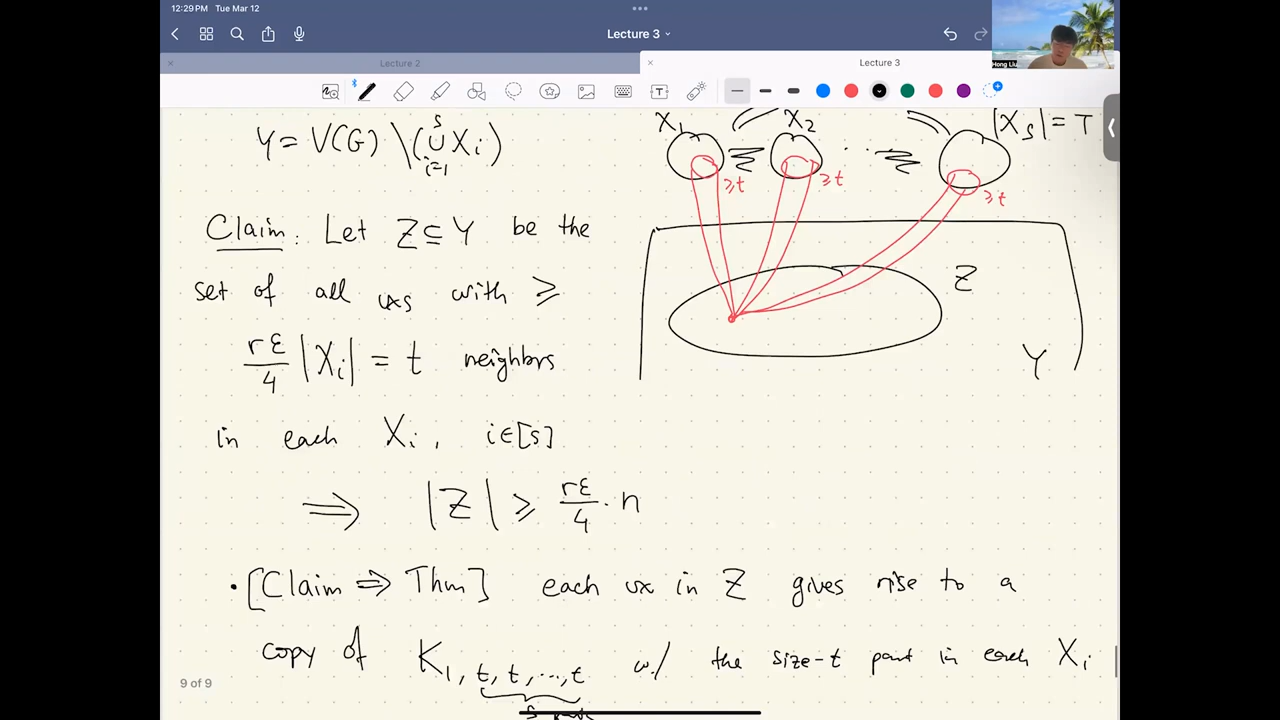 12:29 PM Tue Mar 12
Lecture 3
Hong Liu
Lecture 2
Lecture 3
Y = V(G) \ (⋃_{i=1}^{s} X_i)
X_1 X_2 |X_s| = T
≥t ≥t ≥t
Claim: Let Z ⊆ Y be the
set of all vxs with ≥
rε/4 |X_i| = t neighbors
in each X_i, i∈[s]
⟹ |Z| ≥ rε/4 · n
Z
Y
• [Claim ⟹ Thm] each vx in Z gives rise to a
copy of K_{1, t, t, ..., t} w/ the size-t part in each X_i
9 of 9